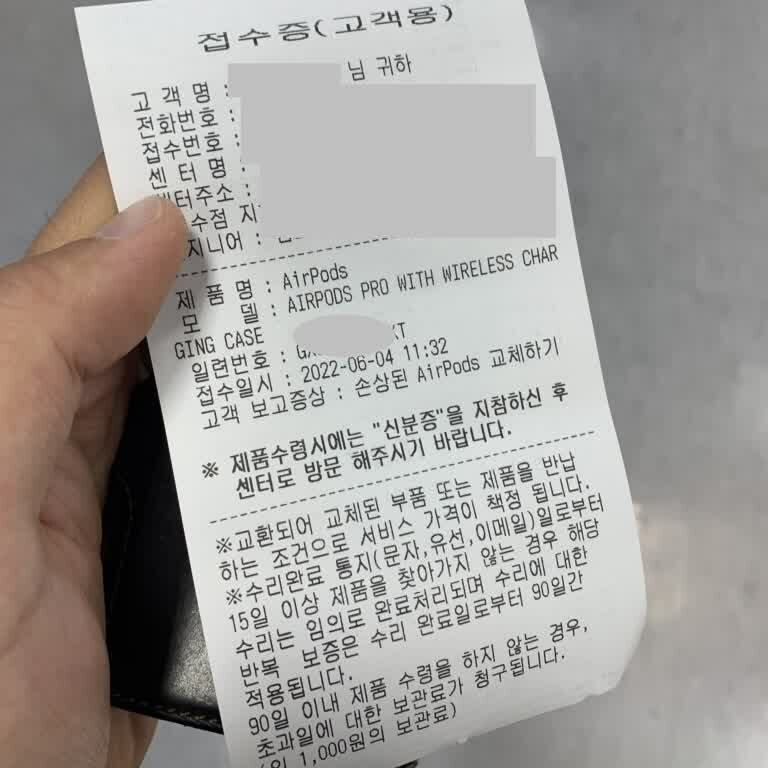 접수증(고객용)
고객명 : 님 귀하
전화번호 :
접수번호 :
센터명 :
터주소 :
수점 지
지니어 :
제품명 : AirPods
모델 : AIRPODS PRO WITH WIRELESS CHAR
GING CASE
일련번호 :
접수일시 : 2022-06-04 11:32
고객 보고증상 : 손상된 AirPods 교체하기
※ 제품수령시에는 "신분증"을 지참하신 후
센터로 방문 해주시기 바랍니다.
※교환되어 교체된 부품 또는 제품을 반납
하는 조건으로 서비스 가격이 책정 됩니다.
※수리완료 통지(문자,유선,이메일)일로부터
15일 이상 제품을 찾아가지 않는 경우 해당
수리는 임의로 완료처리되며 수리에 대한
반복 보증은 수리 완료일로부터 90일간
적용됩니다.
90일 이내 제품 수령을 하지 않는 경우,
초과일에 대한 보관료가 청구됩니다.
1,000원의 보관료)